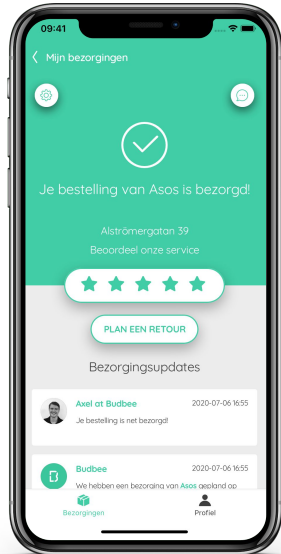 09:41
Mijn bezorgingen
Je bestelling van Asos is bezorgd!
Alströmergatan 39
Beoordeel onze service
PLAN EEN RETOUR
Bezorgingsupdates
Axel at Budbee 2020-07-06 16:55
Je bestelling is net bezorgd!
Budbee 2020-07-06 16:55
We hebben een bezorging van Asos gepland op
Bezorgingen Profiel